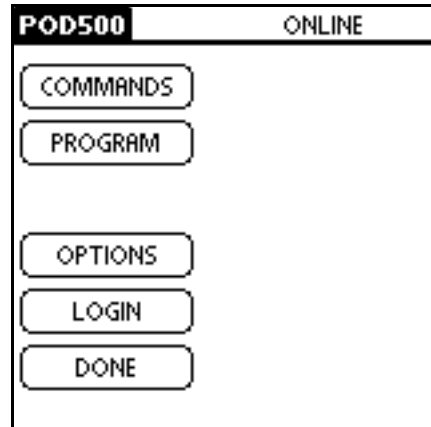 POD500 ONLINE
COMMANDS
PROGRAM
OPTIONS
LOGIN
DONE